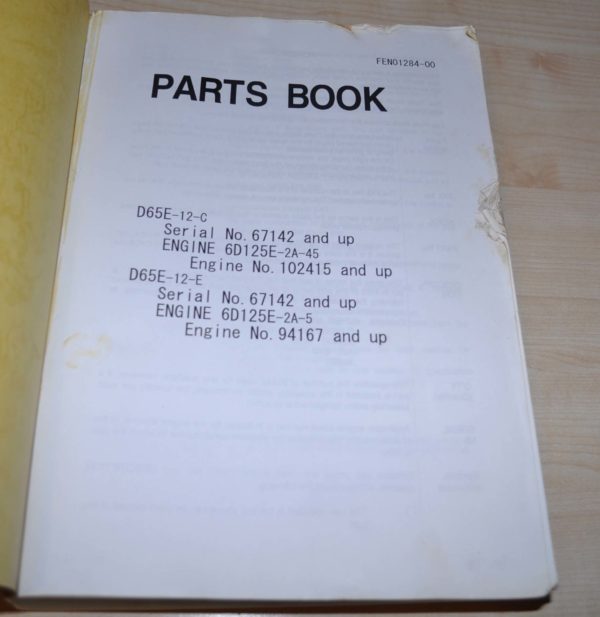 FEN01284-00
PARTS BOOK
D65E-12-C
Serial No. 67142 and up
ENGINE 6D125E-2A-45
Engine No. 102415 and up
D65E-12-E
Serial No. 67142 and up
ENGINE 6D125E-2A-5
Engine No. 94167 and up